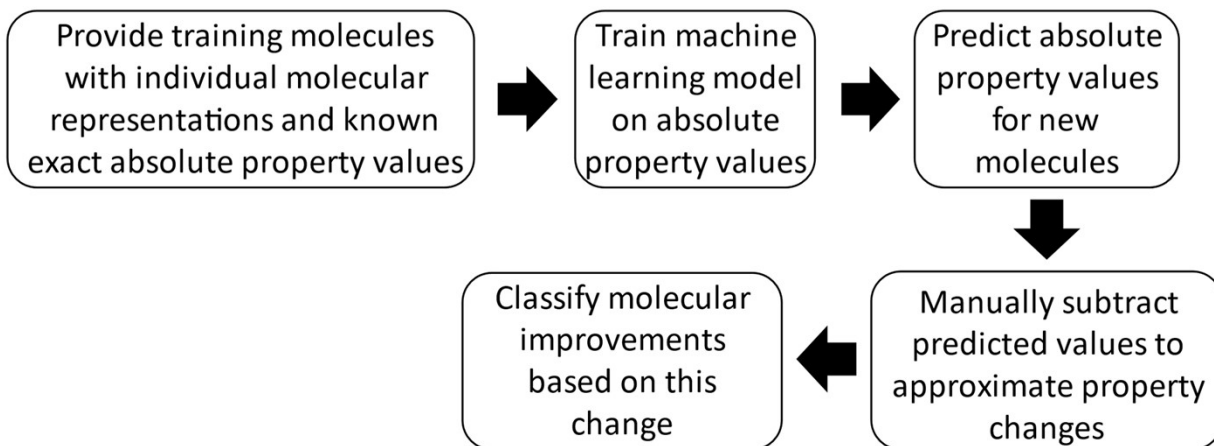 Provide training molecules
with individual molecular
representations and known
exact absolute property values
Train machine
learning model
on absolute
property values
Predict absolute
property values
for new
molecules
Manually subtract
predicted values to
approximate property
changes
Classify molecular
improvements
based on this
change